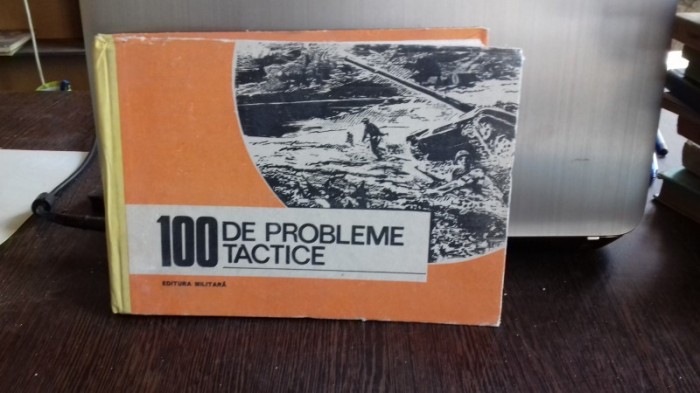 100 DE PROBLEME
TACTICE
EDITURA MILITARĂ